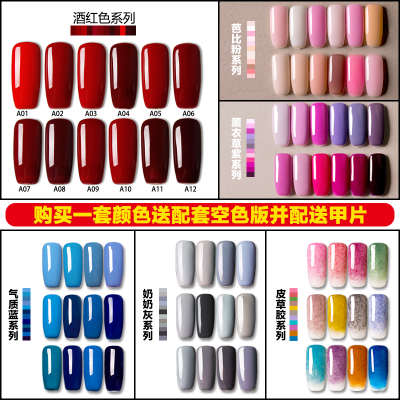 酒红色系列
A01 A02 A03 A04 A05 A06
A07 A08 A09 A10 A11 A12
芭比粉系列
薰衣草紫系列
购买一套颜色送配套空色版并配送甲片
气质蓝系列
奶奶灰系列
皮草胶系列